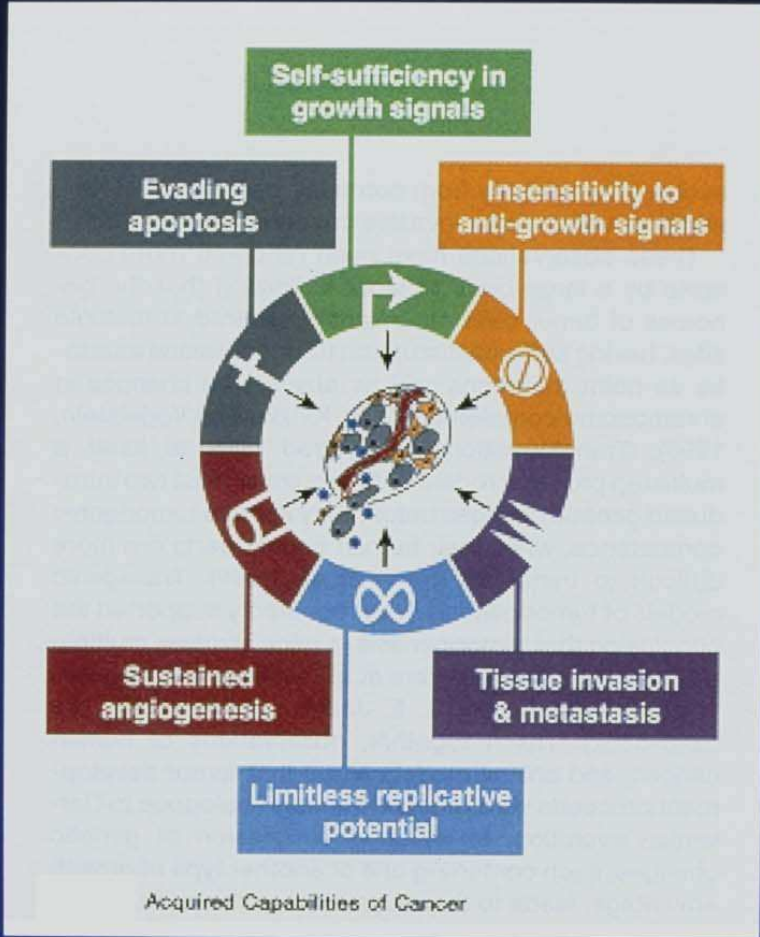 Self-sufficiency in
growth signals
Evading
apoptosis
Insensitivity to
anti-growth signals
Sustained
angiogenesis
Tissue invasion
& metastasis
Limitless replicative
potential
Acquired Capabilities of Cancer